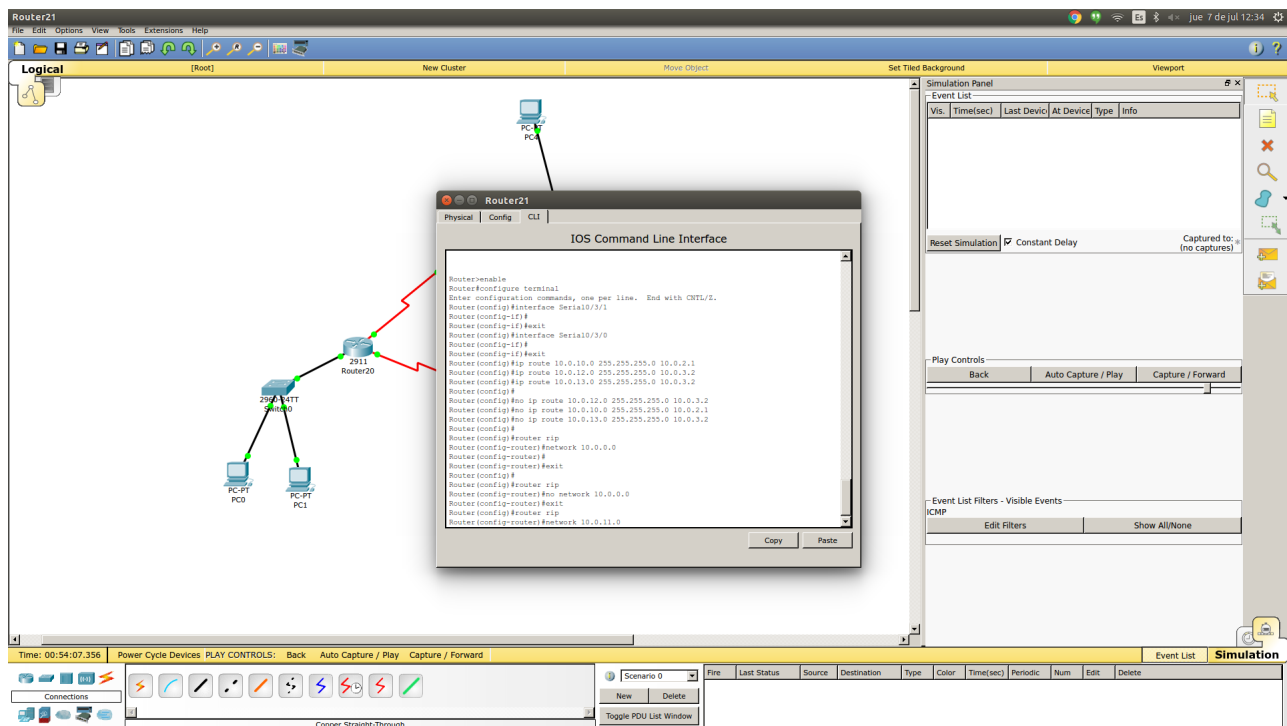 Router21
Es jue 7 de jul 12:34
File Edit Options View Tools Extensions Help
Logical [Root] New Cluster Move Object Set Tiled Background Viewport
Simulation Panel
Event List
Vis. Time(sec) Last Devic At Device Type Info
PC-PT
PC4
Router21
Physical Config CLI
IOS Command Line Interface
Router>enable
Router#configure terminal
Enter configuration commands, one per line. End with CNTL/Z.
Router(config)#interface Serial0/3/1
Router(config-if)#
Router(config-if)#exit
Router(config)#interface Serial0/3/0
Router(config-if)#
Router(config-if)#exit
Router(config)#ip route 10.0.10.0 255.255.255.0 10.0.2.1
Router(config)#ip route 10.0.12.0 255.255.255.0 10.0.3.2
Router(config)#ip route 10.0.13.0 255.255.255.0 10.0.3.2
Router(config)#
Router(config)#no ip route 10.0.12.0 255.255.255.0 10.0.3.2
Router(config)#no ip route 10.0.10.0 255.255.255.0 10.0.2.1
Router(config)#no ip route 10.0.13.0 255.255.255.0 10.0.3.2
Router(config)#
Router(config)#router rip
Router(config-router)#network 10.0.0.0
Router(config-router)#
Router(config-router)#exit
Router(config)#
Router(config)#router rip
Router(config-router)#no network 10.0.0.0
Router(config-router)#exit
Router(config)#router rip
Router(config-router)#network 10.0.11.0
Copy Paste
2911
Router20
2960-24TT
Switch0
PC-PT
PC0
PC-PT
PC1
Reset Simulation Constant Delay Captured to:
(no captures)
Play Controls
Back Auto Capture / Play Capture / Forward
Event List Filters - Visible Events
ICMP
Edit Filters Show All/None
Time: 00:54:07.356 Power Cycle Devices PLAY CONTROLS: Back Auto Capture / Play Capture / Forward Event List Simulation
Connections
Copper Straight-Through
Scenario 0
New Delete
Toggle PDU List Window
Fire Last Status Source Destination Type Color Time(sec) Periodic Num Edit Delete